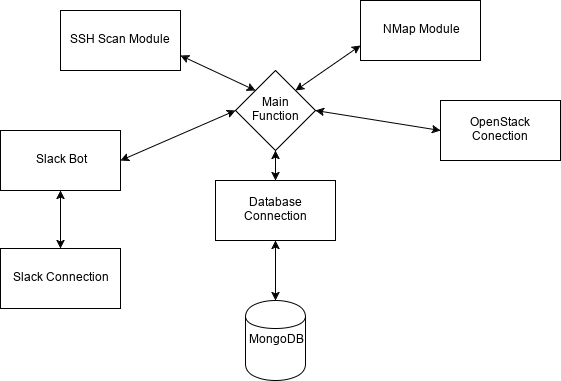 SSH Scan Module
NMap Module
Main
Function
OpenStack
Conection
Slack Bot
Database
Connection
Slack Connection
MongoDB